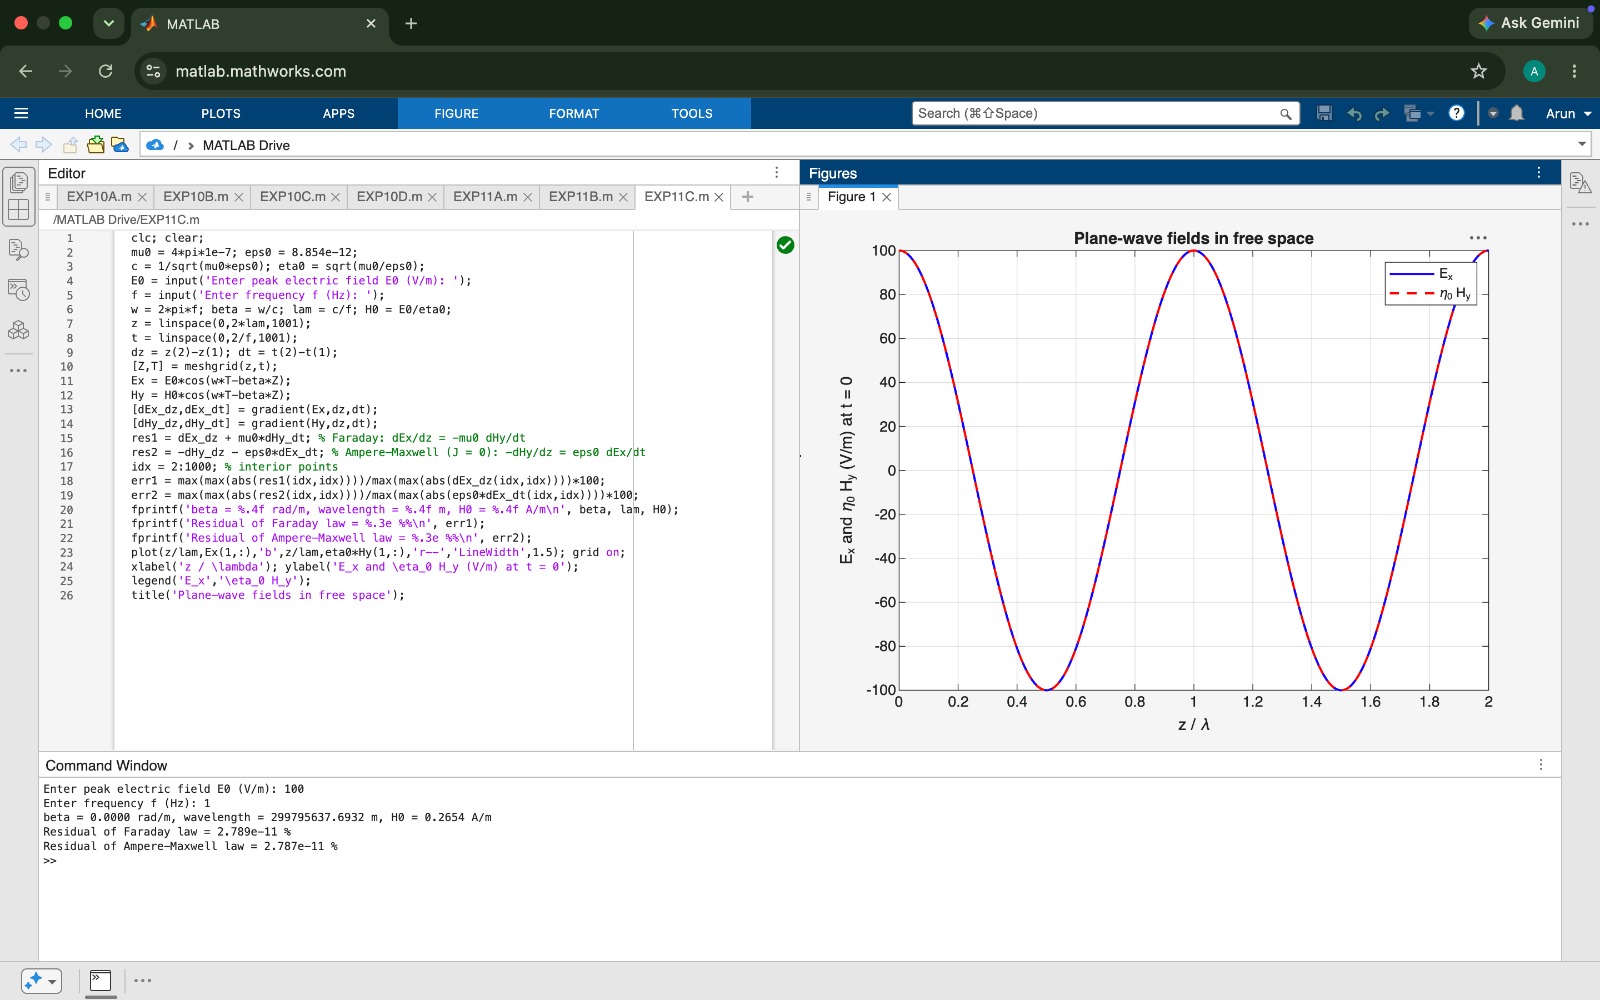 MATLAB
Ask Gemini
matlab.mathworks.com
A
HOME
PLOTS
APPS
FIGURE
FORMAT
TOOLS
Search (⌘⇧Space)
Arun
/ › MATLAB Drive
Editor
EXP10A.m
EXP10B.m
EXP10C.m
EXP10D.m
EXP11A.m
EXP11B.m
EXP11C.m
/MATLAB Drive/EXP11C.m
1 clc; clear;
2 mu0 = 4*pi*1e-7; eps0 = 8.854e-12;
3 c = 1/sqrt(mu0*eps0); eta0 = sqrt(mu0/eps0);
4 E0 = input('Enter peak electric field E0 (V/m): ');
5 f = input('Enter frequency f (Hz): ');
6 w = 2*pi*f; beta = w/c; lam = c/f; H0 = E0/eta0;
7 z = linspace(0,2*lam,1001);
8 t = linspace(0,2/f,1001);
9 dz = z(2)-z(1); dt = t(2)-t(1);
10 [Z,T] = meshgrid(z,t);
11 Ex = E0*cos(w*T-beta*Z);
12 Hy = H0*cos(w*T-beta*Z);
13 [dEx_dz,dEx_dt] = gradient(Ex,dz,dt);
14 [dHy_dz,dHy_dt] = gradient(Hy,dz,dt);
15 res1 = dEx_dz + mu0*dHy_dt; % Faraday: dEx/dz = -mu0 dHy/dt
16 res2 = -dHy_dz - eps0*dEx_dt; % Ampere-Maxwell (J = 0): -dHy/dz = eps0 dEx/dt
17 idx = 2:1000; % interior points
18 err1 = max(max(abs(res1(idx,idx))))/max(max(abs(dEx_dz(idx,idx))))*100;
19 err2 = max(max(abs(res2(idx,idx))))/max(max(abs(eps0*dEx_dt(idx,idx))))*100;
20 fprintf('beta = %.4f rad/m, wavelength = %.4f m, H0 = %.4f A/m\n', beta, lam, H0);
21 fprintf('Residual of Faraday law = %.3e %%\n', err1);
22 fprintf('Residual of Ampere-Maxwell law = %.3e %%\n', err2);
23 plot(z/lam,Ex(1,:),'b',z/lam,eta0*Hy(1,:),'r--','LineWidth',1.5); grid on;
24 xlabel('z / \lambda'); ylabel('E_x and \eta_0 H_y (V/m) at t = 0');
25 legend('E_x','\eta_0 H_y');
26 title('Plane-wave fields in free space');
Figures
Figure 1
Plane-wave fields in free space
E_x
η_0 H_y
100
80
60
40
20
0
-20
-40
-60
-80
-100
E_x and η_0 H_y (V/m) at t = 0
0 0.2 0.4 0.6 0.8 1 1.2 1.4 1.6 1.8 2
z / λ
Command Window
Enter peak electric field E0 (V/m): 100
Enter frequency f (Hz): 1
beta = 0.0000 rad/m, wavelength = 299795637.6932 m, H0 = 0.2654 A/m
Residual of Faraday law = 2.789e-11 %
Residual of Ampere-Maxwell law = 2.787e-11 %
>>